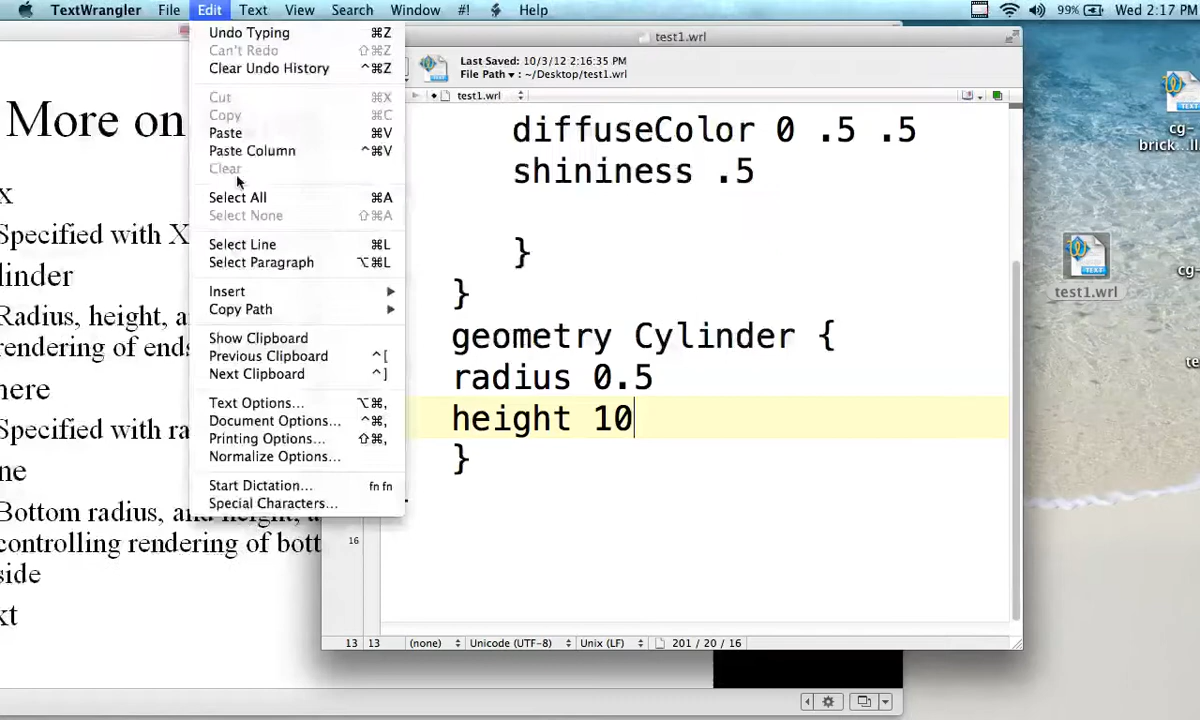 TextWrangler File Edit Text View Search Window #! Help 99% Wed 2:17 PM
Undo Typing ⌘Z
Can't Redo ⇧⌘Z
Clear Undo History ^⌘Z
Cut ⌘X
Copy ⌘C
Paste ⌘V
Paste Column ^⌘V
Clear
Select All ⌘A
Select None ⇧⌘A
Select Line ⌘L
Select Paragraph ⌥⌘L
Insert
Copy Path
Show Clipboard
Previous Clipboard ^[
Next Clipboard ^]
Text Options... ⌥⌘,
Document Options... ^⌘,
Printing Options... ⇧⌘,
Normalize Options...
Start Dictation... fn fn
Special Characters...
More on
x
Specified with X
linder
Radius, height, a
rendering of ends
here
Specified with ra
ne
Bottom radius, and height, a
controlling rendering of bott
side
xt
test1.wrl
Last Saved: 10/3/12 2:16:35 PM
File Path ▾ : ~/Desktop/test1.wrl
test1.wrl
diffuseColor 0 .5 .5
shininess .5
}
}
geometry Cylinder {
radius 0.5
height 10
}
16
13 13 (none) Unicode (UTF-8) Unix (LF) 201 / 20 / 16
cg-
brick...ll.
TEXT
test1.wrl
cg-
te